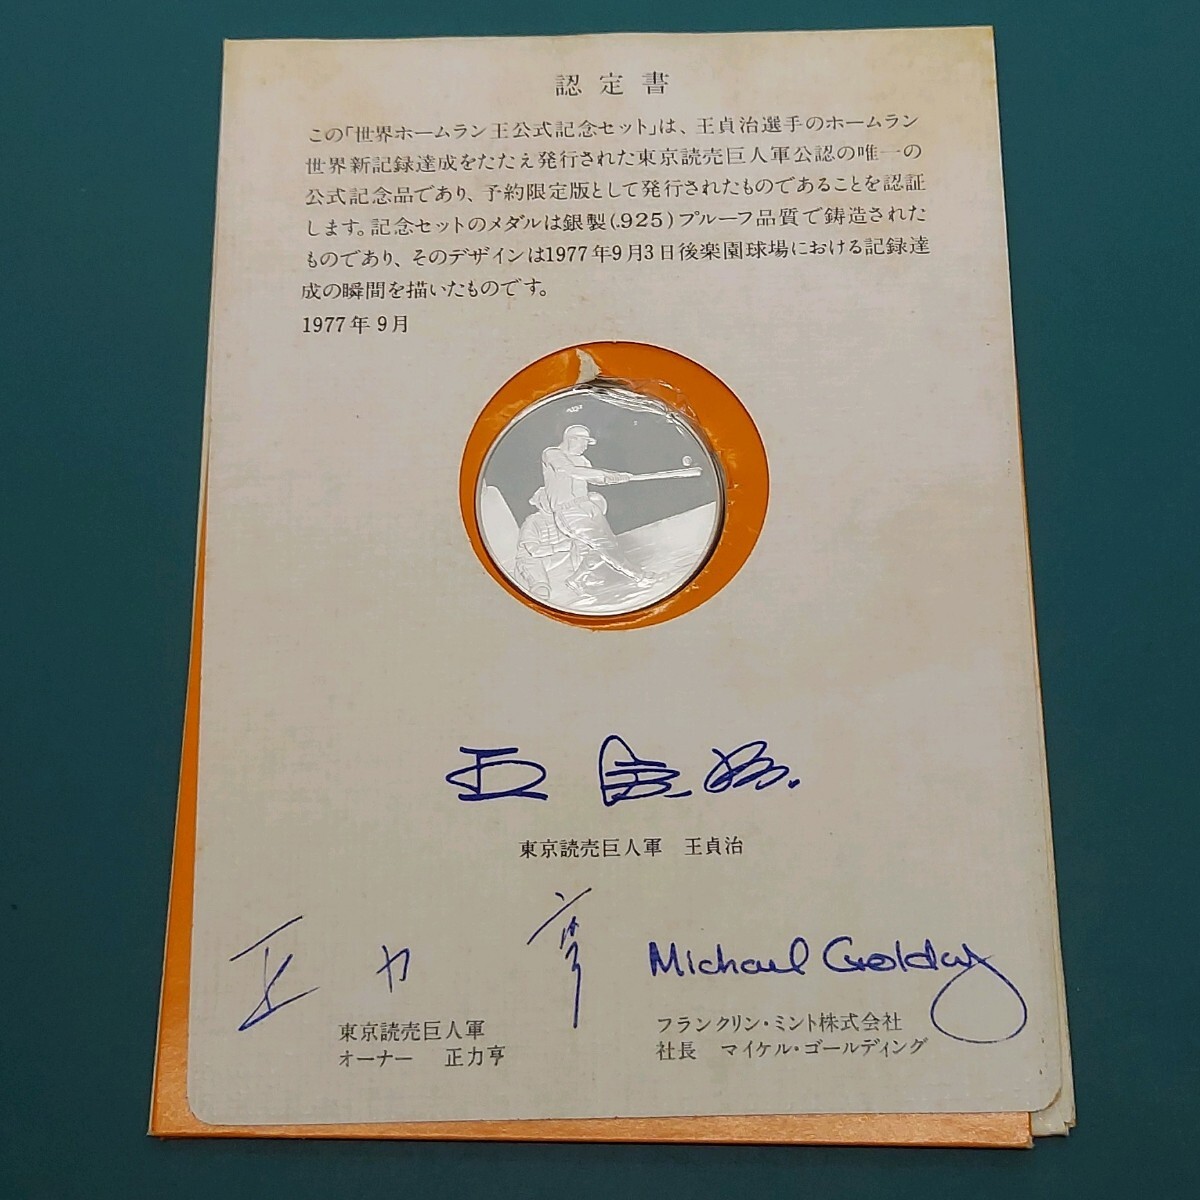 認定書
この「世界ホームラン王公式記念セット」は、王貞治選手のホームラン
世界新記録達成をたたえ発行された東京読売巨人軍公認の唯一の
公式記念品であり、予約限定版として発行されたものであることを認証
します。記念セットのメダルは銀製(.925)プルーフ品質で鋳造された
ものであり、そのデザインは1977年9月3日後楽園球場における記録達
成の瞬間を描いたものです。
1977年9月
王貞治
東京読売巨人軍 王貞治
正力亨
東京読売巨人軍
オーナー 正力亨
Michael Golding
フランクリン・ミント株式会社
社長 マイケル・ゴールディング